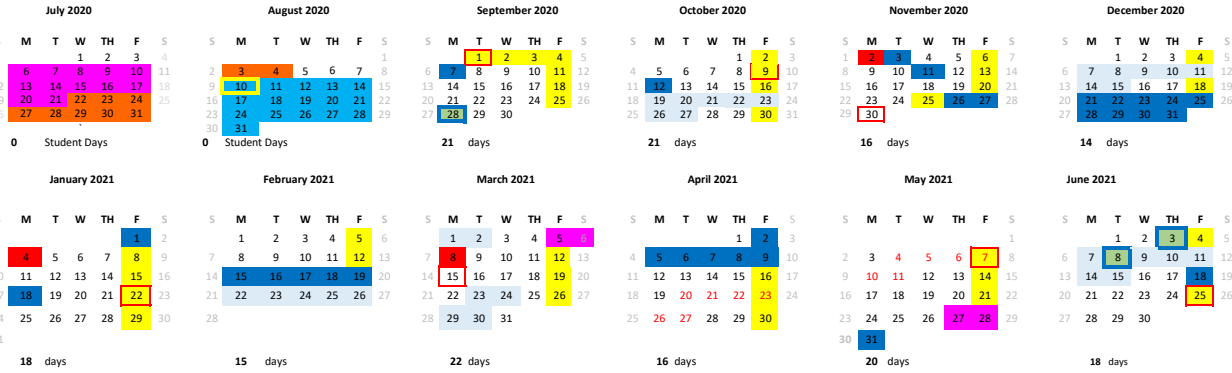 July 2020
M T W TH F S
1 2 3 4
6 7 8 9 10 11
13 14 15 16 17 18
20 21 22 23 24 25
27 28 29 30 31
0 Student Days
August 2020
S M T W TH F S
1
2 3 4 5 6 7 8
9 10 11 12 13 14 15
16 17 18 19 20 21 22
23 24 25 26 27 28 29
30 31
0 Student Days
September 2020
S M T W TH F S
1 2 3 4 5
6 7 8 9 10 11 12
13 14 15 16 17 18 19
20 21 22 23 24 25 26
27 28 29 30
21 days
October 2020
S M T W TH F S
1 2 3
4 5 6 7 8 9 10
11 12 13 14 15 16 17
18 19 20 21 22 23 24
25 26 27 28 29 30 31
21 days
November 2020
S M T W TH F S
1 2 3 4 5 6 7
8 9 10 11 12 13 14
15 16 17 18 19 20 21
22 23 24 25 26 27 28
29 30
16 days
December 2020
S M T W TH F S
1 2 3 4 5
6 7 8 9 10 11 12
13 14 15 16 17 18 19
20 21 22 23 24 25 26
27 28 29 30 31
14 days
January 2021
M T W TH F S
1 2
4 5 6 7 8 9
11 12 13 14 15 16
18 19 20 21 22 23
25 26 27 28 29 30
18 days
February 2021
S M T W TH F S
1 2 3 4 5 6
7 8 9 10 11 12 13
14 15 16 17 18 19 20
21 22 23 24 25 26 27
28
15 days
March 2021
S M T W TH F S
1 2 3 4 5 6
7 8 9 10 11 12 13
14 15 16 17 18 19 20
21 22 23 24 25 26 27
28 29 30 31
22 days
April 2021
S M T W TH F S
1 2 3
4 5 6 7 8 9 10
11 12 13 14 15 16 17
18 19 20 21 22 23 24
25 26 27 28 29 30
16 days
May 2021
S M T W TH F S
1
2 3 4 5 6 7 8
9 10 11 12 13 14 15
16 17 18 19 20 21 22
23 24 25 26 27 28 29
30 31
20 days
June 2021
S M T W TH F S
1 2 3 4 5
6 7 8 9 10 11 12
13 14 15 16 17 18 19
20 21 22 23 24 25 26
27 28 29 30
18 days